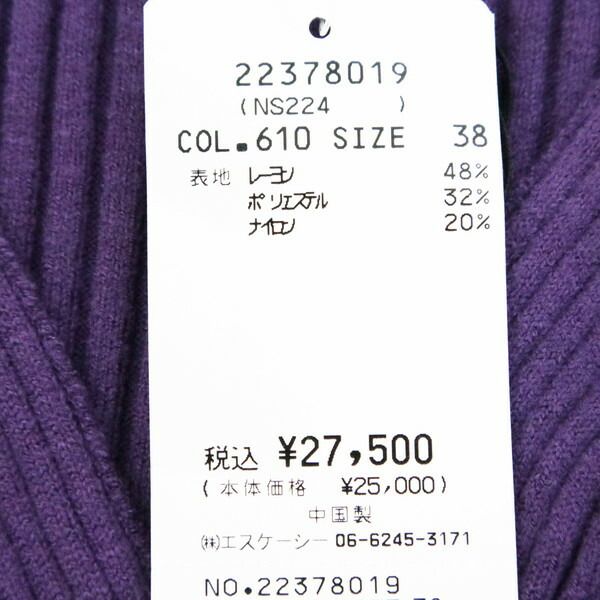 22378019
(NS224 )
COL.610 SIZE 38
表地 レーヨン 48%
ポリエステル 32%
ナイロン 20%
税込 ¥27,500
(本体価格 ¥25,000)
中国製
㈱エスケーシー 06-6245-3171
NO.22378019